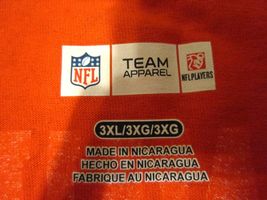 NFL
TEAM
APPAREL
NFLPLAYERS
3XL/3XG/3XG
MADE IN NICARAGUA
HECHO EN NICARAGUA
FABRIQUE AU NICARAGUA